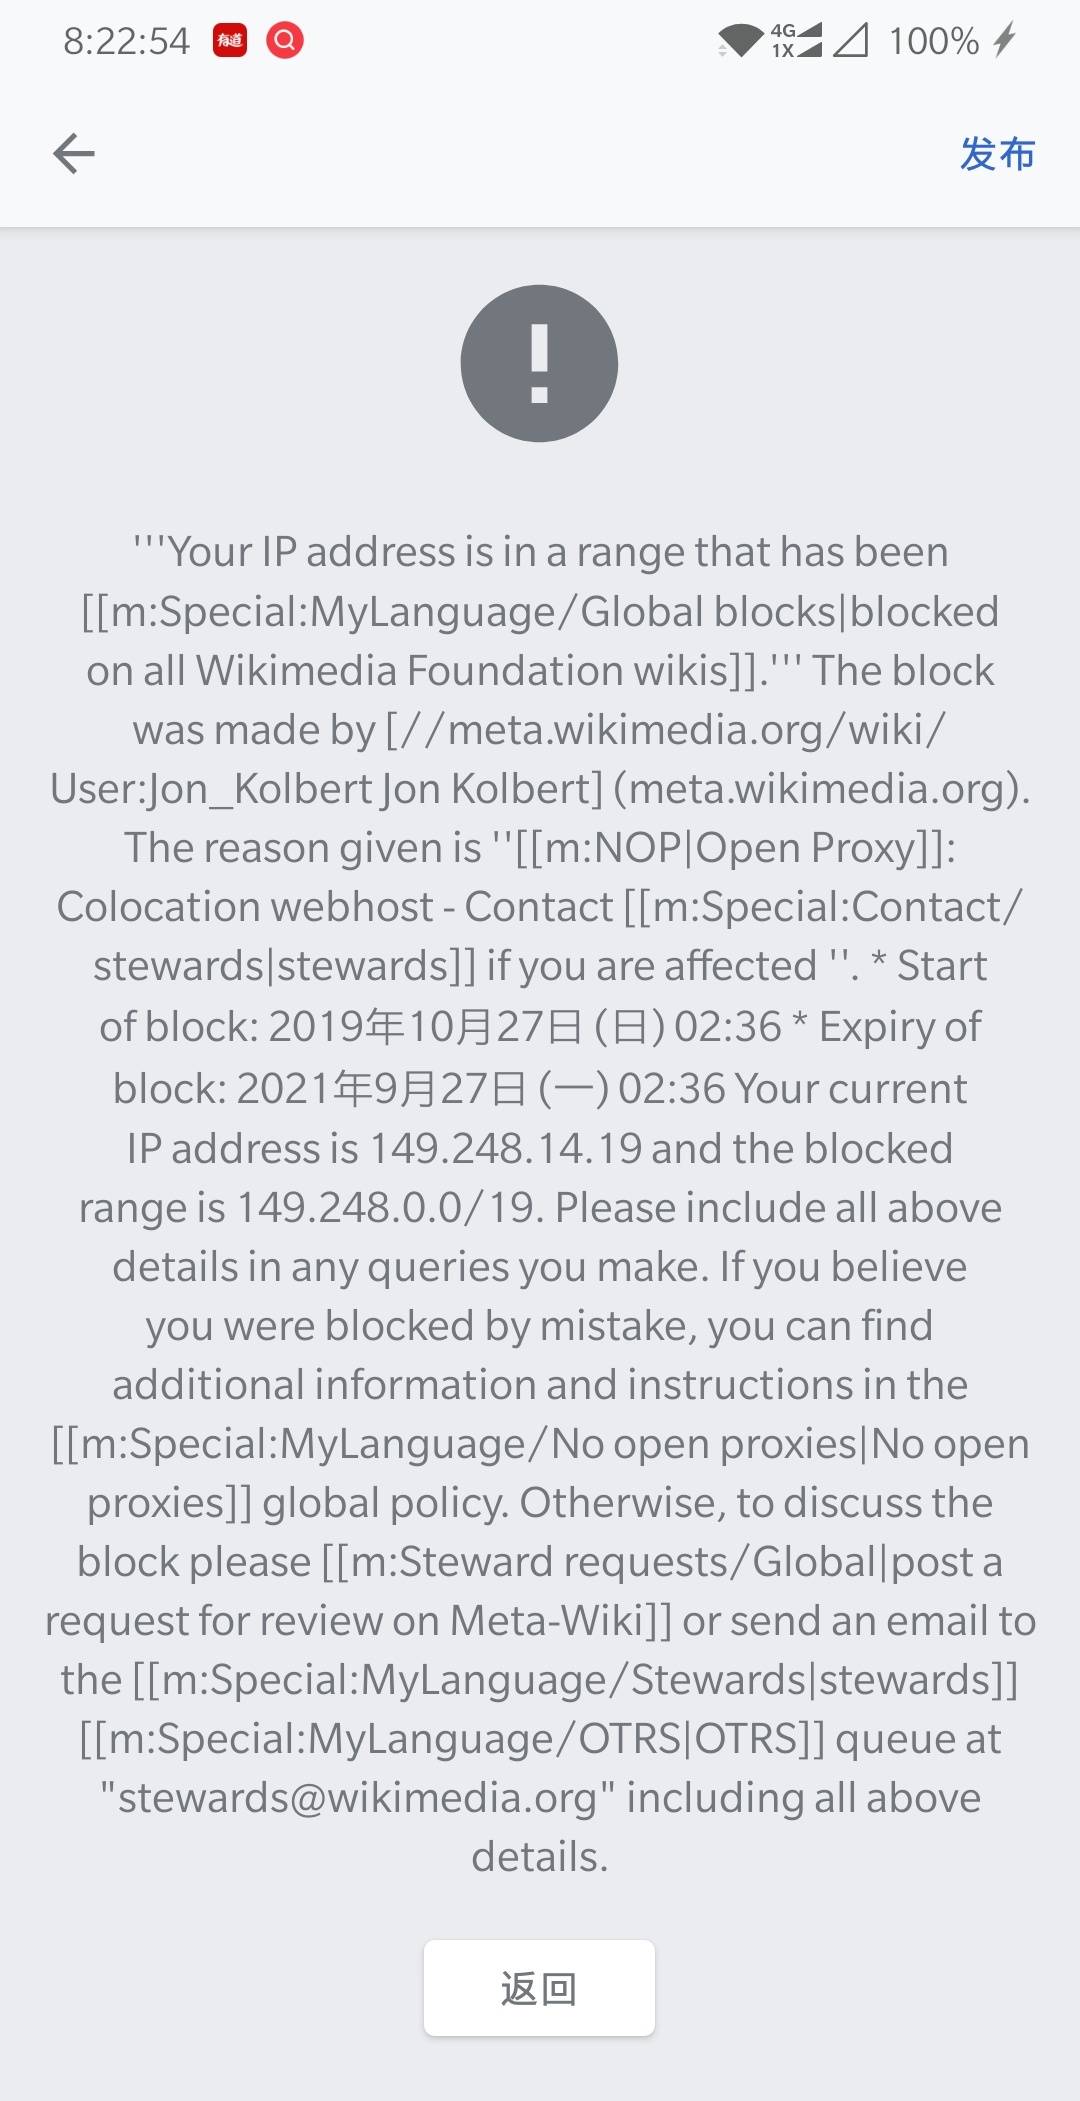 8:22:54 有道 4G 1X 100%
发布
'''Your IP address is in a range that has been
[[m:Special:MyLanguage/Global blocks|blocked
on all Wikimedia Foundation wikis]].''' The block
was made by [//meta.wikimedia.org/wiki/
User:Jon_Kolbert Jon Kolbert] (meta.wikimedia.org).
The reason given is ''[[m:NOP|Open Proxy]]:
Colocation webhost - Contact [[m:Special:Contact/
stewards|stewards]] if you are affected ''. * Start
of block: 2019年10月27日 (日) 02:36 * Expiry of
block: 2021年9月27日 (一) 02:36 Your current
IP address is 149.248.14.19 and the blocked
range is 149.248.0.0/19. Please include all above
details in any queries you make. If you believe
you were blocked by mistake, you can find
additional information and instructions in the
[[m:Special:MyLanguage/No open proxies|No open
proxies]] global policy. Otherwise, to discuss the
block please [[m:Steward requests/Global|post a
request for review on Meta-Wiki]] or send an email to
the [[m:Special:MyLanguage/Stewards|stewards]]
[[m:Special:MyLanguage/OTRS|OTRS]] queue at
"stewards@wikimedia.org" including all above
details.
返回